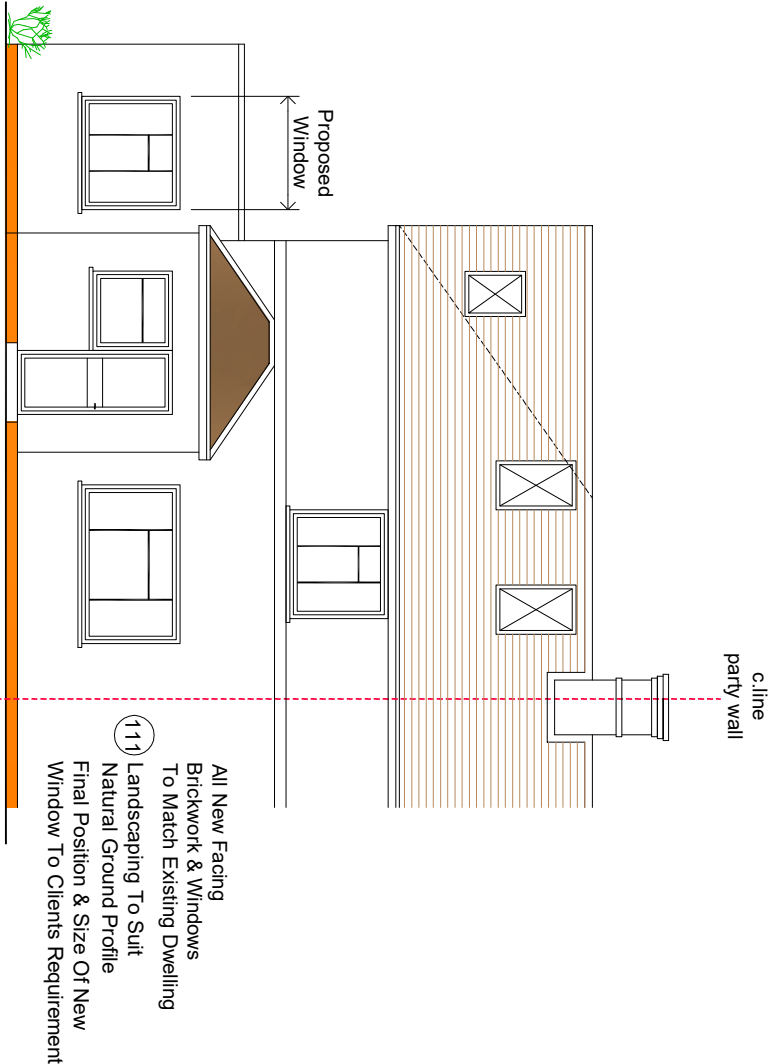 Proposed
Window
c.line
party wall
All New Facing
Brickwork & Windows
To Match Existing Dwelling
111
Landscaping To Suit
Natural Ground Profile
Final Position & Size Of New
Window To Clients Requirement